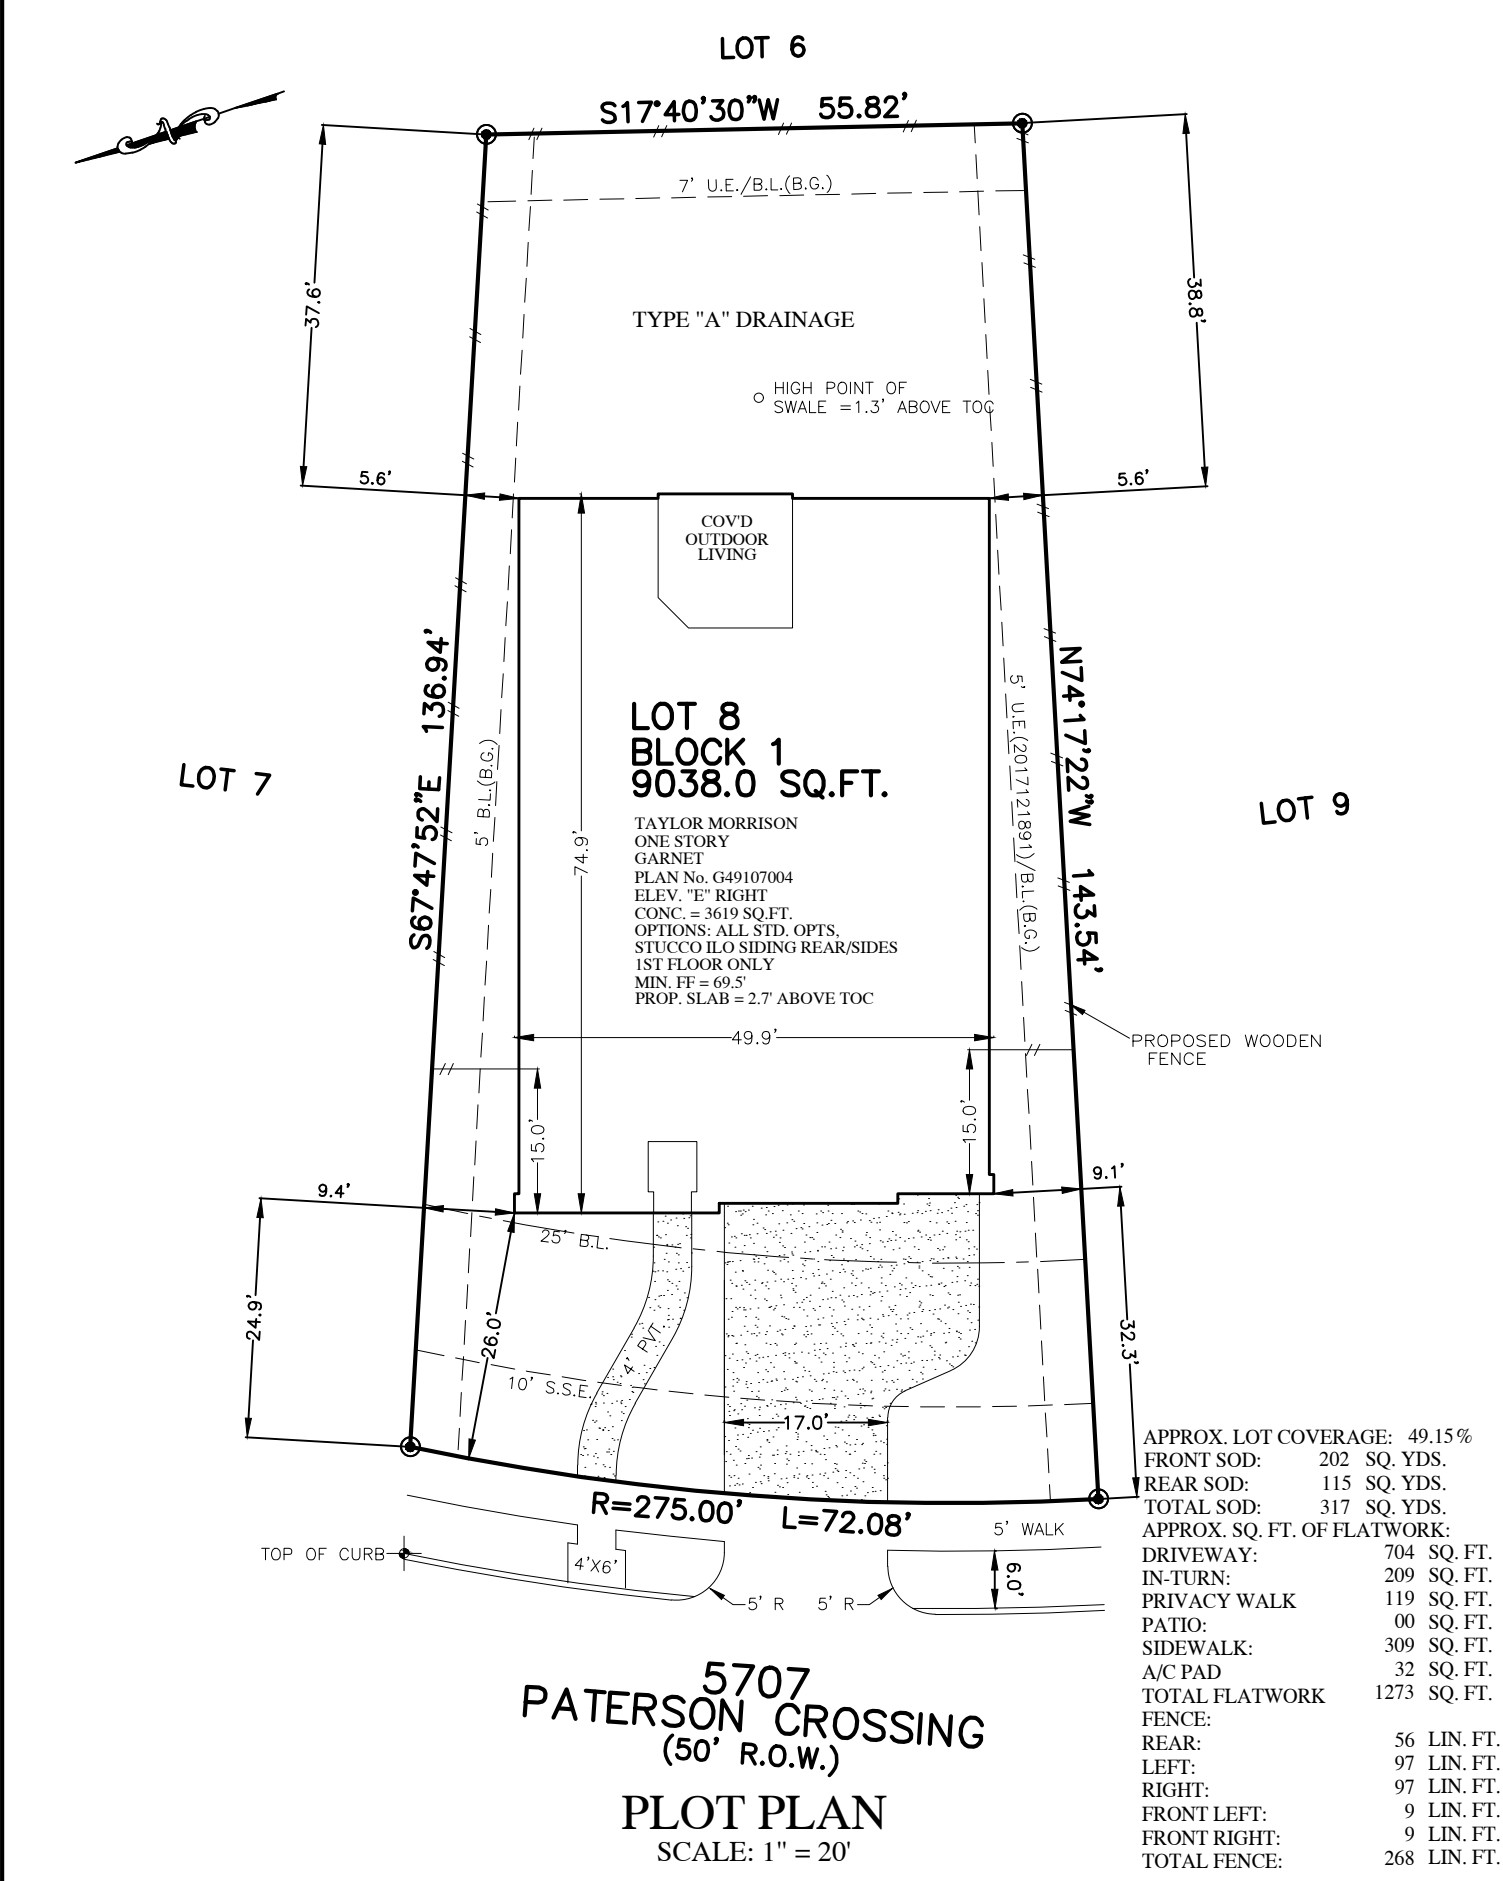 LOT 6
S17°40'30"W 55.82'
7' U.E./B.L.(B.G.)
37.6'
38.8'
TYPE "A" DRAINAGE
HIGH POINT OF
SWALE =1.3' ABOVE TOC
5.6'
5.6'
COV'D
OUTDOOR
LIVING
S67°47'52"E 136.94'
5' B.L.(B.G.)
LOT 7
74.9'
LOT 8
BLOCK 1
9038.0 SQ.FT.
TAYLOR MORRISON
ONE STORY
GARNET
PLAN No. G49107004
ELEV. "E" RIGHT
CONC. = 3619 SQ.FT.
OPTIONS: ALL STD. OPTS,
STUCCO ILO SIDING REAR/SIDES
1ST FLOOR ONLY
MIN. FF = 69.5'
PROP. SLAB = 2.7' ABOVE TOC
5' U.E.(2017121891)/B.L.(B.G.)
N74°17'22"W 143.54'
LOT 9
49.9'
PROPOSED WOODEN
FENCE
15.0'
15.0'
9.4'
9.1'
25' B.L.
24.9'
26.0'
4' PVT.
32.3'
10' S.S.E.
17.0'
R=275.00' L=72.08'
5' WALK
TOP OF CURB
4'X6'
6.0'
5' R
5' R
5707
PATERSON CROSSING
(50' R.O.W.)
PLOT PLAN
SCALE: 1" = 20'
APPROX. LOT COVERAGE: 49.15%
FRONT SOD: 202 SQ. YDS.
REAR SOD: 115 SQ. YDS.
TOTAL SOD: 317 SQ. YDS.
APPROX. SQ. FT. OF FLATWORK:
DRIVEWAY: 704 SQ. FT.
IN-TURN: 209 SQ. FT.
PRIVACY WALK 119 SQ. FT.
PATIO: 00 SQ. FT.
SIDEWALK: 309 SQ. FT.
A/C PAD 32 SQ. FT.
TOTAL FLATWORK 1273 SQ. FT.
FENCE:
REAR: 56 LIN. FT.
LEFT: 97 LIN. FT.
RIGHT: 97 LIN. FT.
FRONT LEFT: 9 LIN. FT.
FRONT RIGHT: 9 LIN. FT.
TOTAL FENCE: 268 LIN. FT.